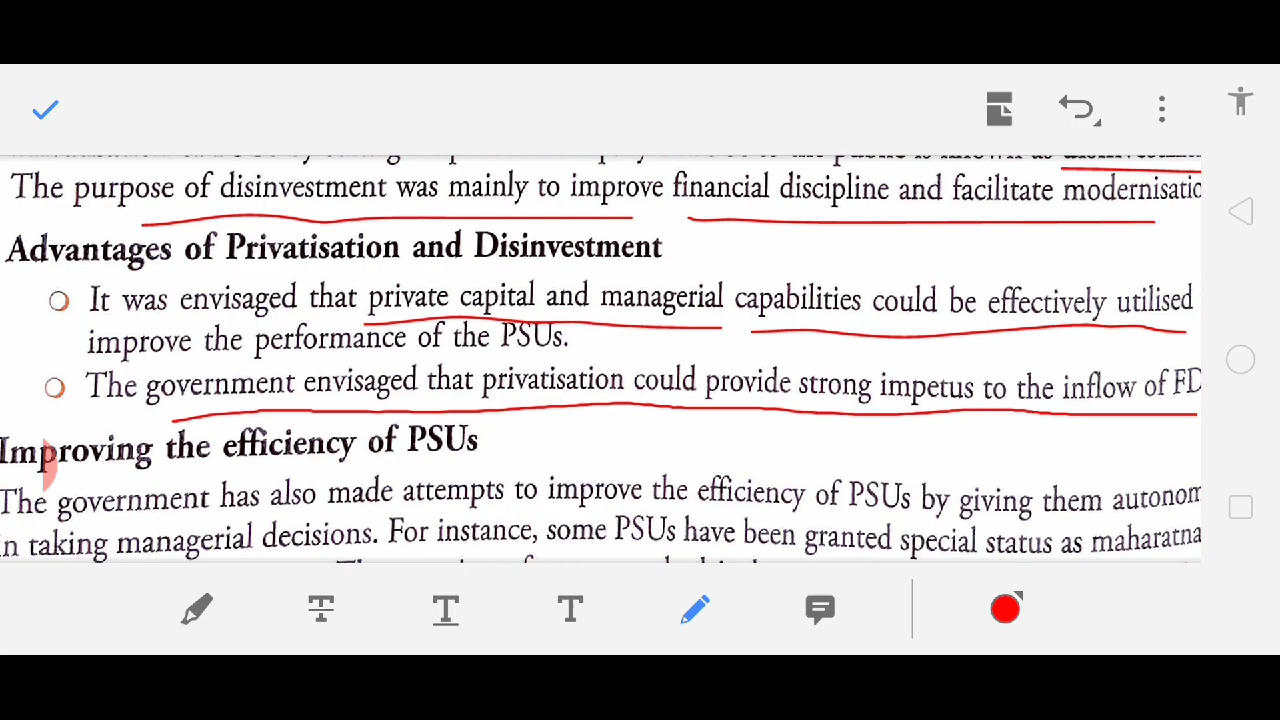 The purpose of disinvestment was mainly to improve financial discipline and facilitate
Advantages of Privatisation and Disinvestment
It was envisaged that private capital and managerial capabilities could be effectively utilised
improve the performance of the PSUs.
The government envisaged that privatisation could provide strong impetus to the inflow of
Improving the efficiency of PSUs
The government has also made attempts to improve the efficiency of PSUs by giving them
in taking managerial decisions. For instance, some PSUs have been granted special status as maharatna